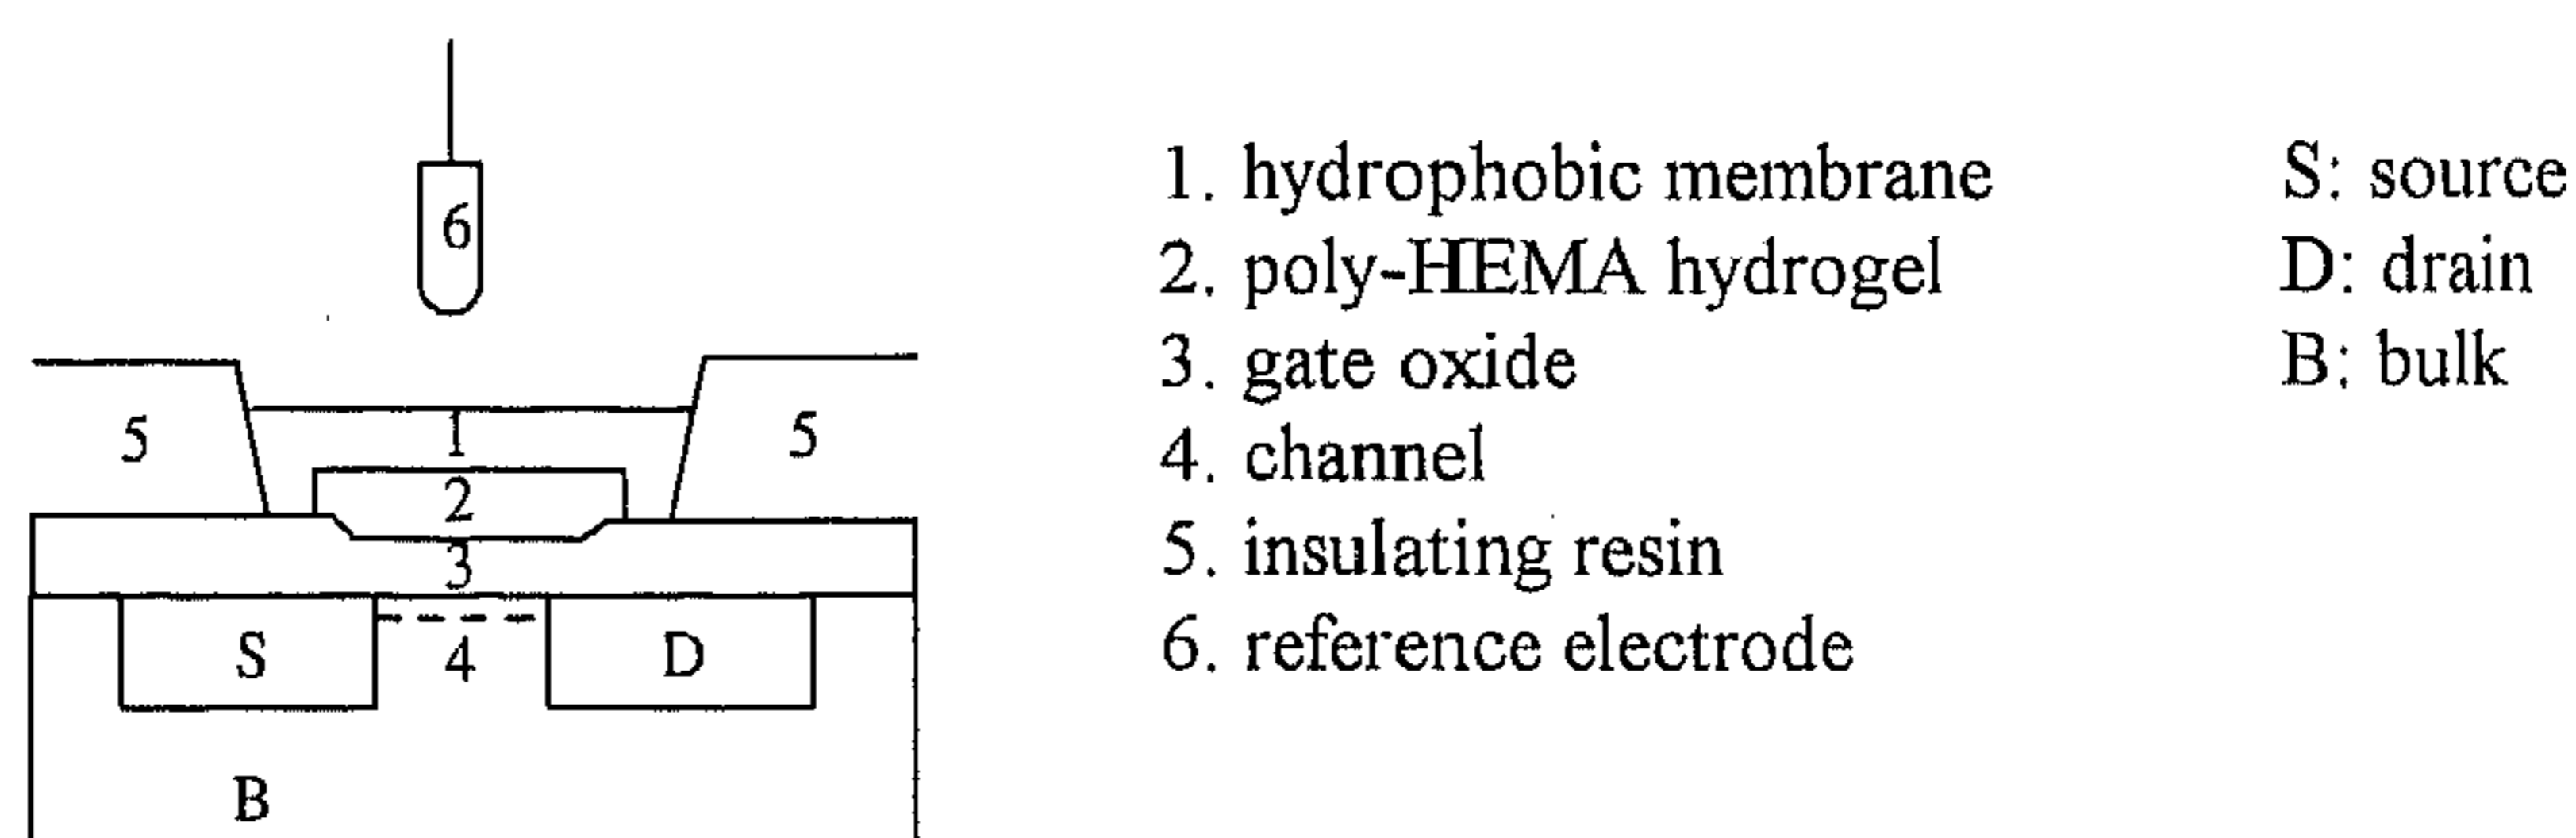 6
5
1
5
2
3
S
4
D
B
1. hydrophobic membrane
2. poly-HEMA hydrogel
3. gate oxide
4. channel
5. insulating resin
6. reference electrode
S: source
D: drain
B: bulk